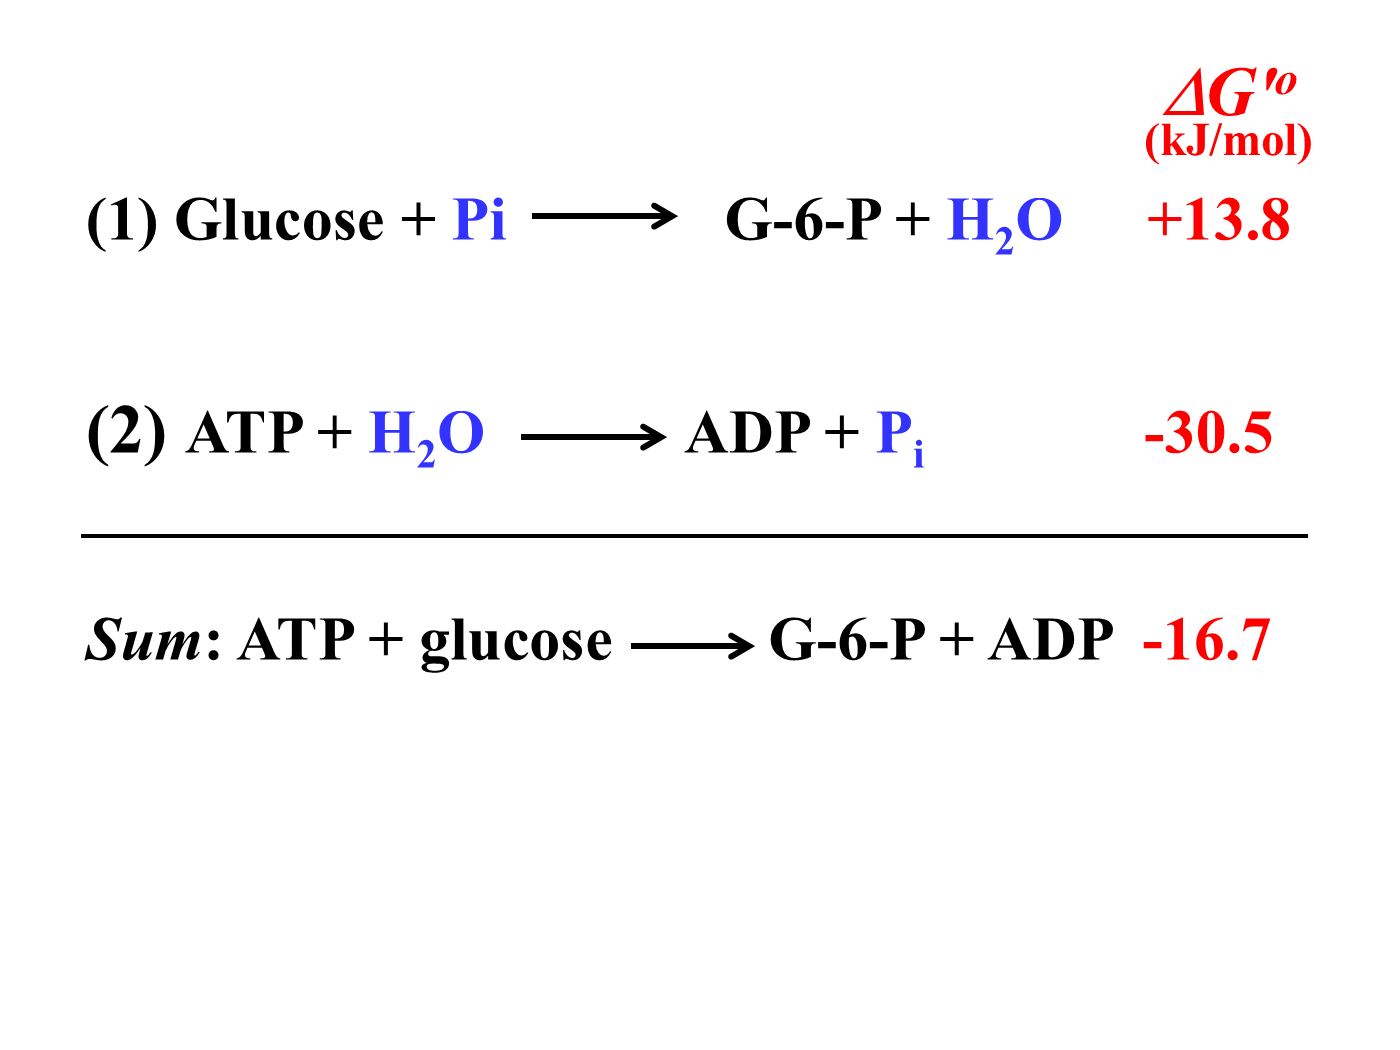 ΔG'º
(kJ/mol)
(1) Glucose + Pi ⟶ G-6-P + H₂O +13.8
(2) ATP + H₂O ⟶ ADP + Pᵢ -30.5
Sum: ATP + glucose ⟶ G-6-P + ADP -16.7